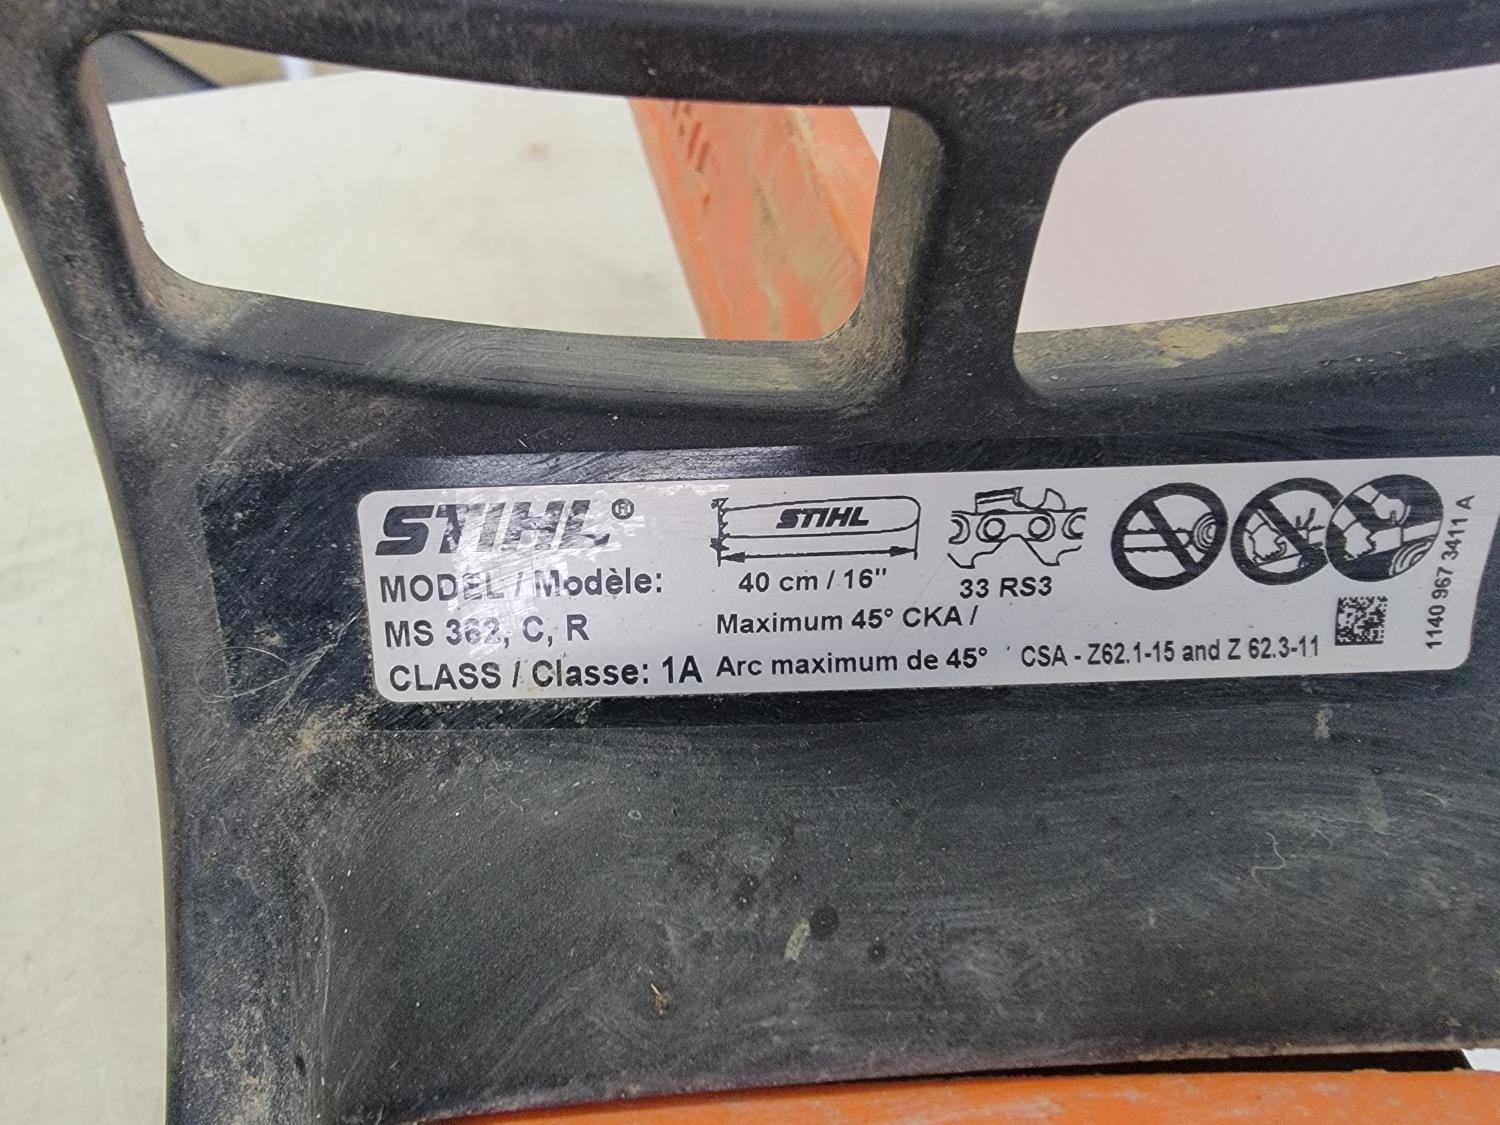 STIHL®
MODEL / Modèle:
MS 362, C, R
CLASS / Classe: 1A
STIHL
40 cm / 16"
Maximum 45° CKA /
Arc maximum de 45°
33 RS3
CSA - Z62.1-15 and Z 62.3-11
1140 967 3411 A